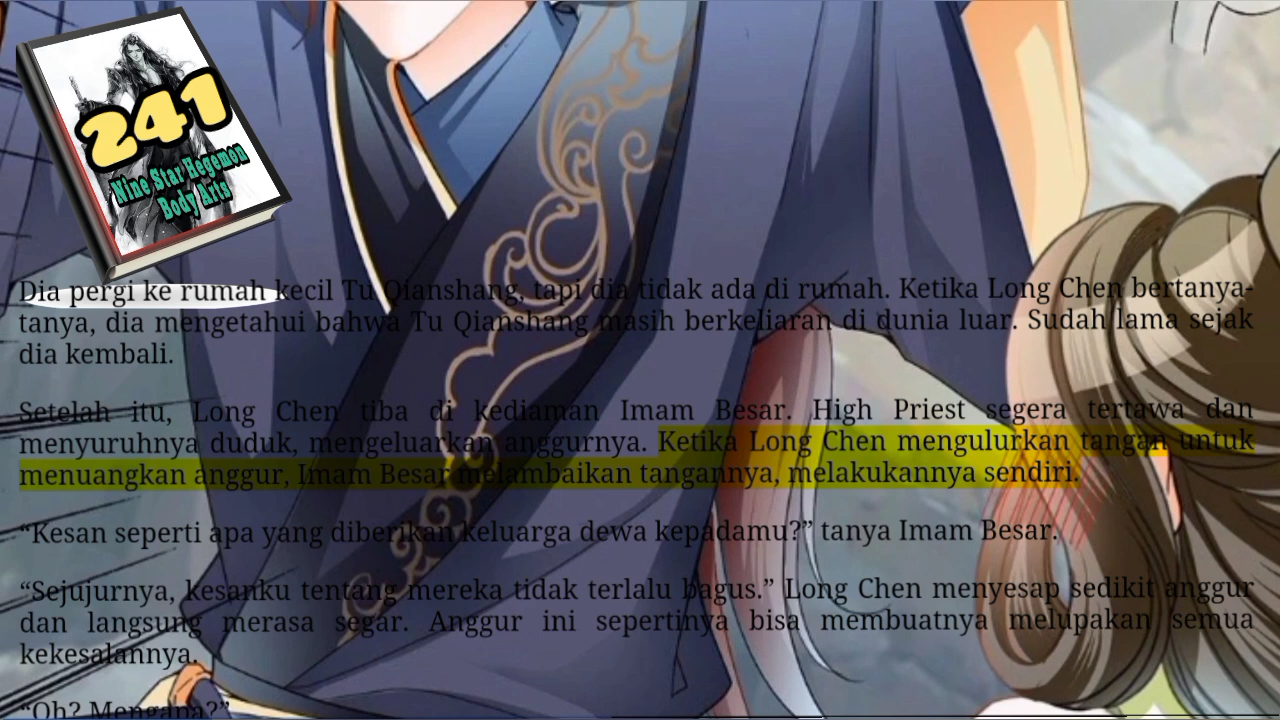 241
Nine Star Hegemon
Body Arts
Dia pergi ke rumah kecil Tu Qianshang, tapi dia tidak ada di rumah. Ketika Long Chen bertanya-
tanya, dia mengetahui bahwa Tu Qianshang masih berkeliaran di dunia luar. Sudah lama sejak
dia kembali.
Setelah itu, Long Chen tiba di kediaman Imam Besar. High Priest segera tertawa dan
menyuruhnya duduk, mengeluarkan anggurnya. Ketika Long Chen mengulurkan tangan untuk
menuangkan anggur, Imam Besar melambaikan tangannya, melakukannya sendiri.
“Kesan seperti apa yang diberikan keluarga dewa kepadamu?” tanya Imam Besar.
“Sejujurnya, kesanku tentang mereka tidak terlalu bagus.” Long Chen menyesap sedikit anggur
dan langsung merasa segar. Anggur ini sepertinya bisa membuatnya melupakan semua
kekesalannya.
“Oh? Mengapa?”